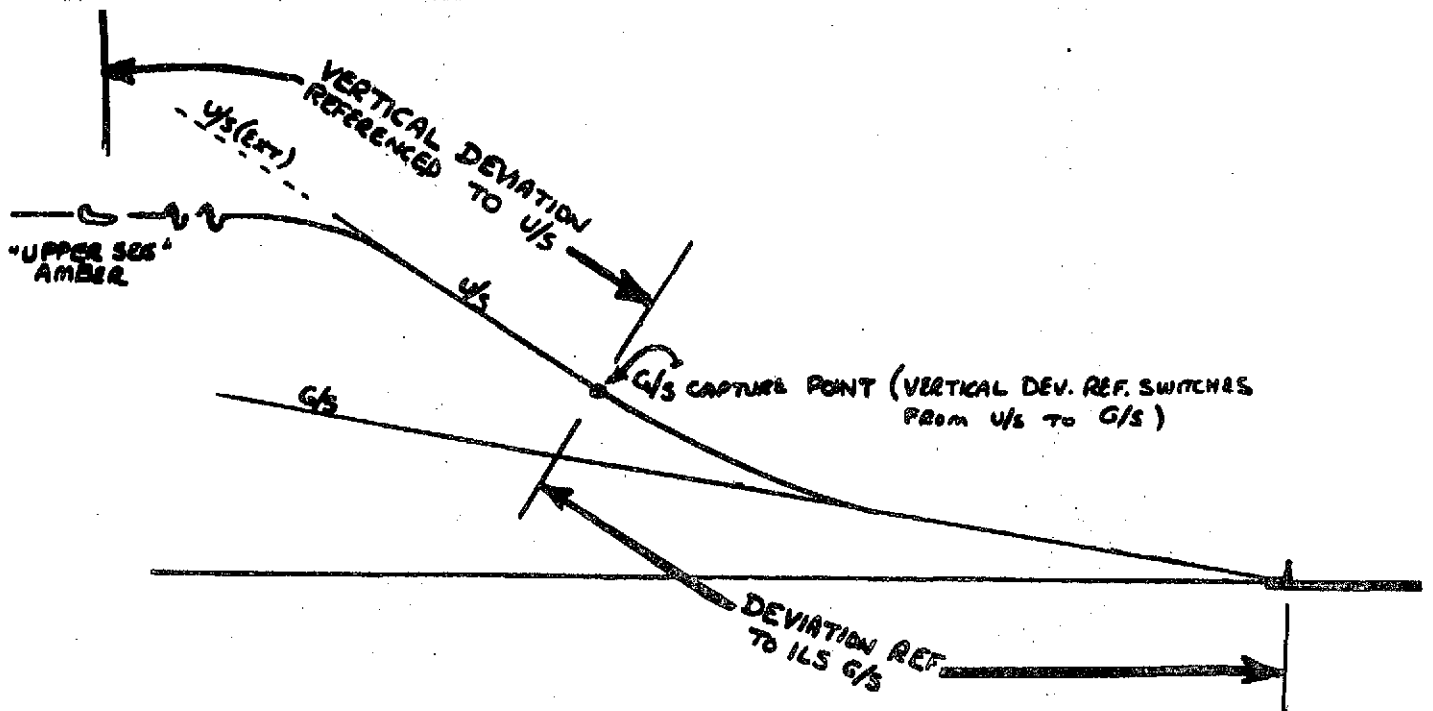 VERTICAL DEVIATION
REFERENCED TO U/S
U/S(EXT)
"UPPER SEG"
AMBER
U/S
G/S CAPTURE POINT (VERTICAL DEV. REF. SWITCHES
FROM U/S TO G/S)
G/S
DEVIATION REF
TO ILS G/S